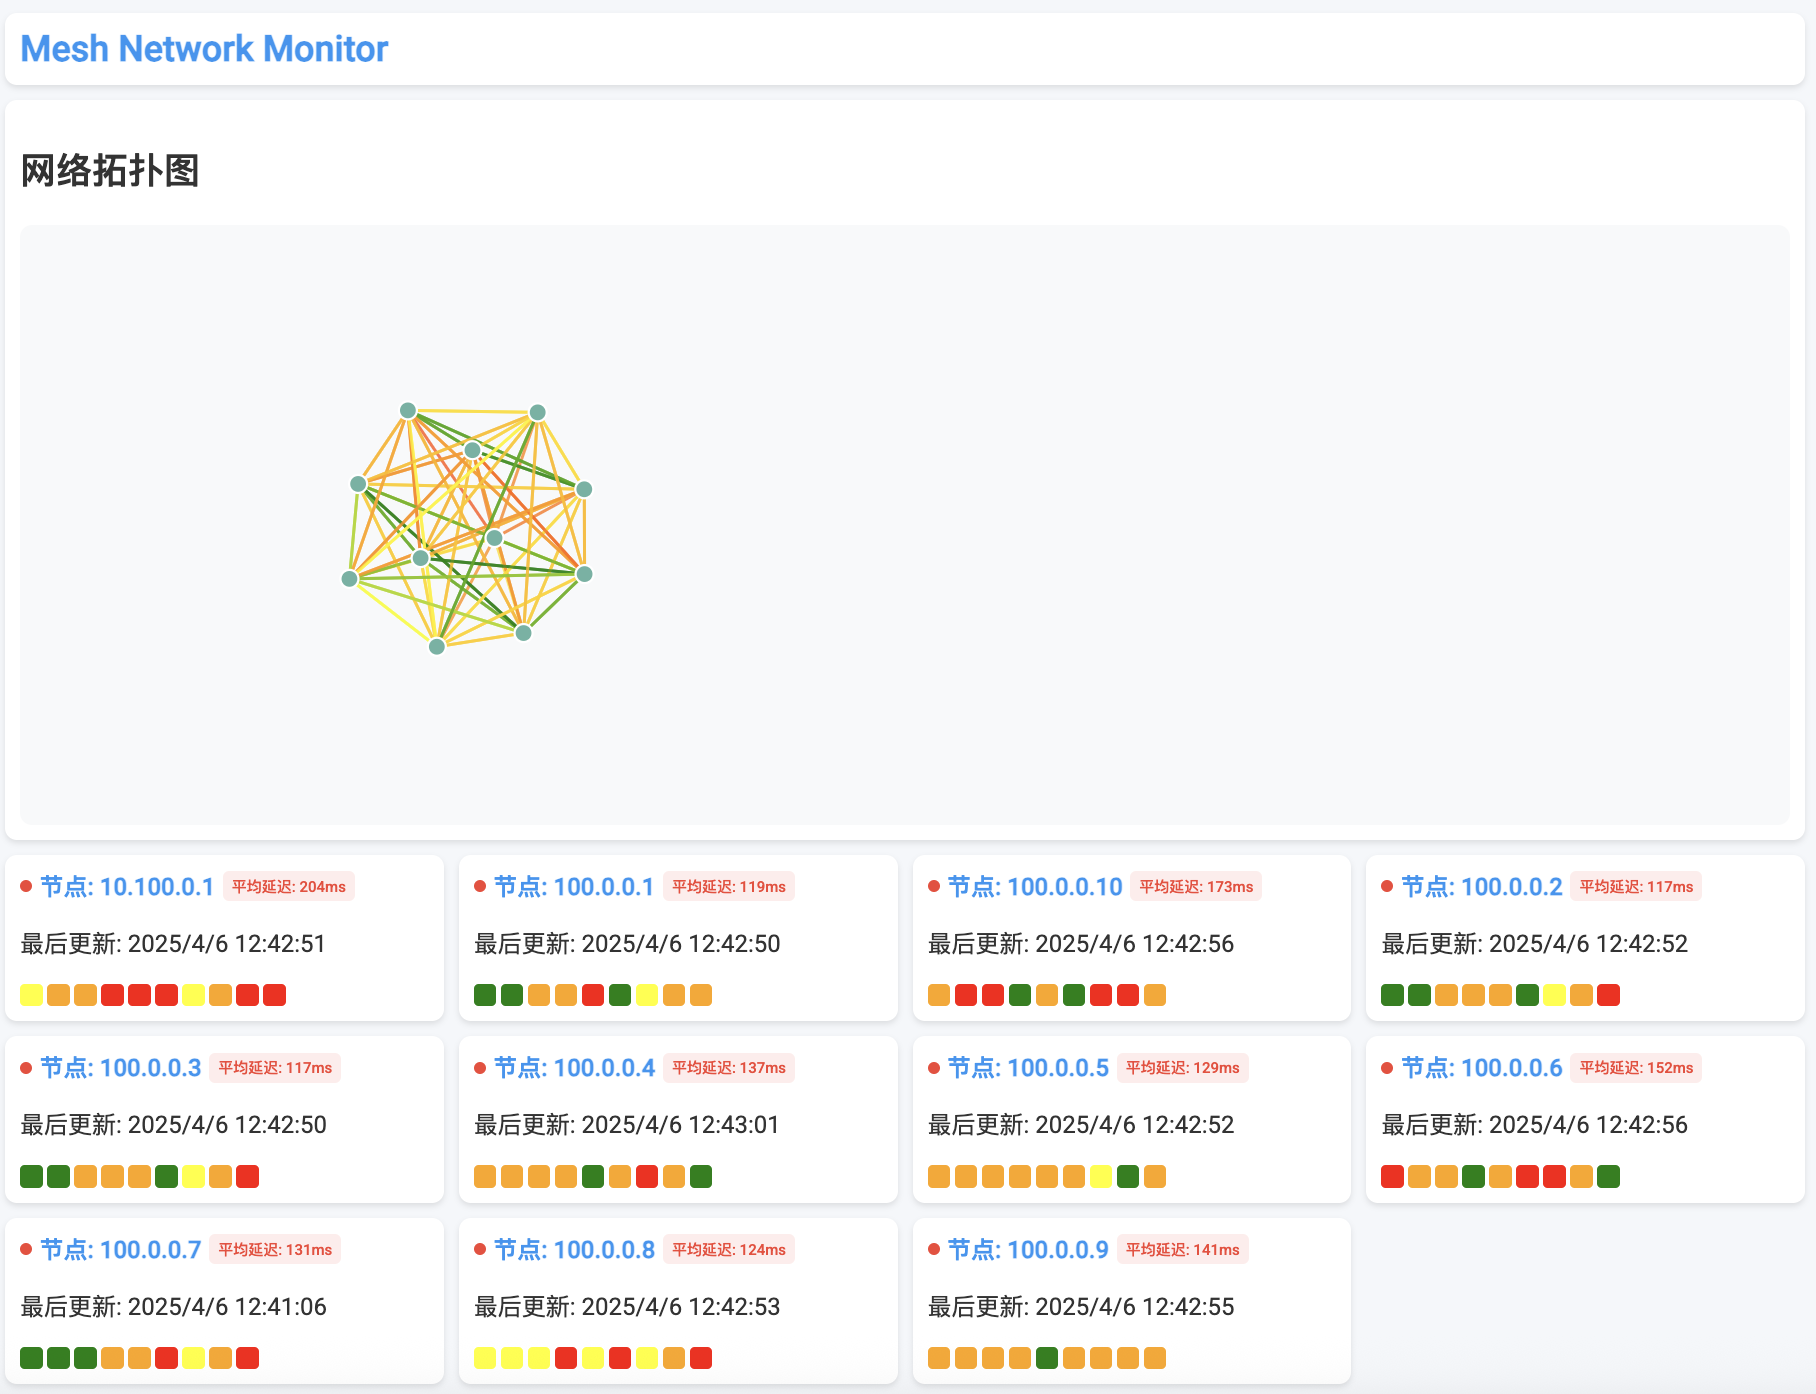 Mesh Network Monitor
网络拓扑图
节点: 10.100.0.1 平均延迟: 204ms
最后更新: 2025/4/6 12:42:51
节点: 100.0.0.1 平均延迟: 119ms
最后更新: 2025/4/6 12:42:50
节点: 100.0.0.10 平均延迟: 173ms
最后更新: 2025/4/6 12:42:56
节点: 100.0.0.2 平均延迟: 117ms
最后更新: 2025/4/6 12:42:52
节点: 100.0.0.3 平均延迟: 117ms
最后更新: 2025/4/6 12:42:50
节点: 100.0.0.4 平均延迟: 137ms
最后更新: 2025/4/6 12:43:01
节点: 100.0.0.5 平均延迟: 129ms
最后更新: 2025/4/6 12:42:52
节点: 100.0.0.6 平均延迟: 152ms
最后更新: 2025/4/6 12:42:56
节点: 100.0.0.7 平均延迟: 131ms
最后更新: 2025/4/6 12:41:06
节点: 100.0.0.8 平均延迟: 124ms
最后更新: 2025/4/6 12:42:53
节点: 100.0.0.9 平均延迟: 141ms
最后更新: 2025/4/6 12:42:55